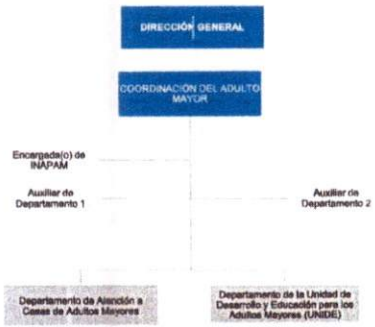 DIRECCIÓN GENERAL
COORDINACIÓN DEL ADULTO
MAYOR
Encargada(o) de
INAPAM
Auxiliar de
Departamento 1
Auxiliar de
Departamento 2
Departamento de Atención a
Casas de Adultos Mayores
Departamento de la Unidad de
Desarrollo y Educación para los
Adultos Mayores (UNIDE)